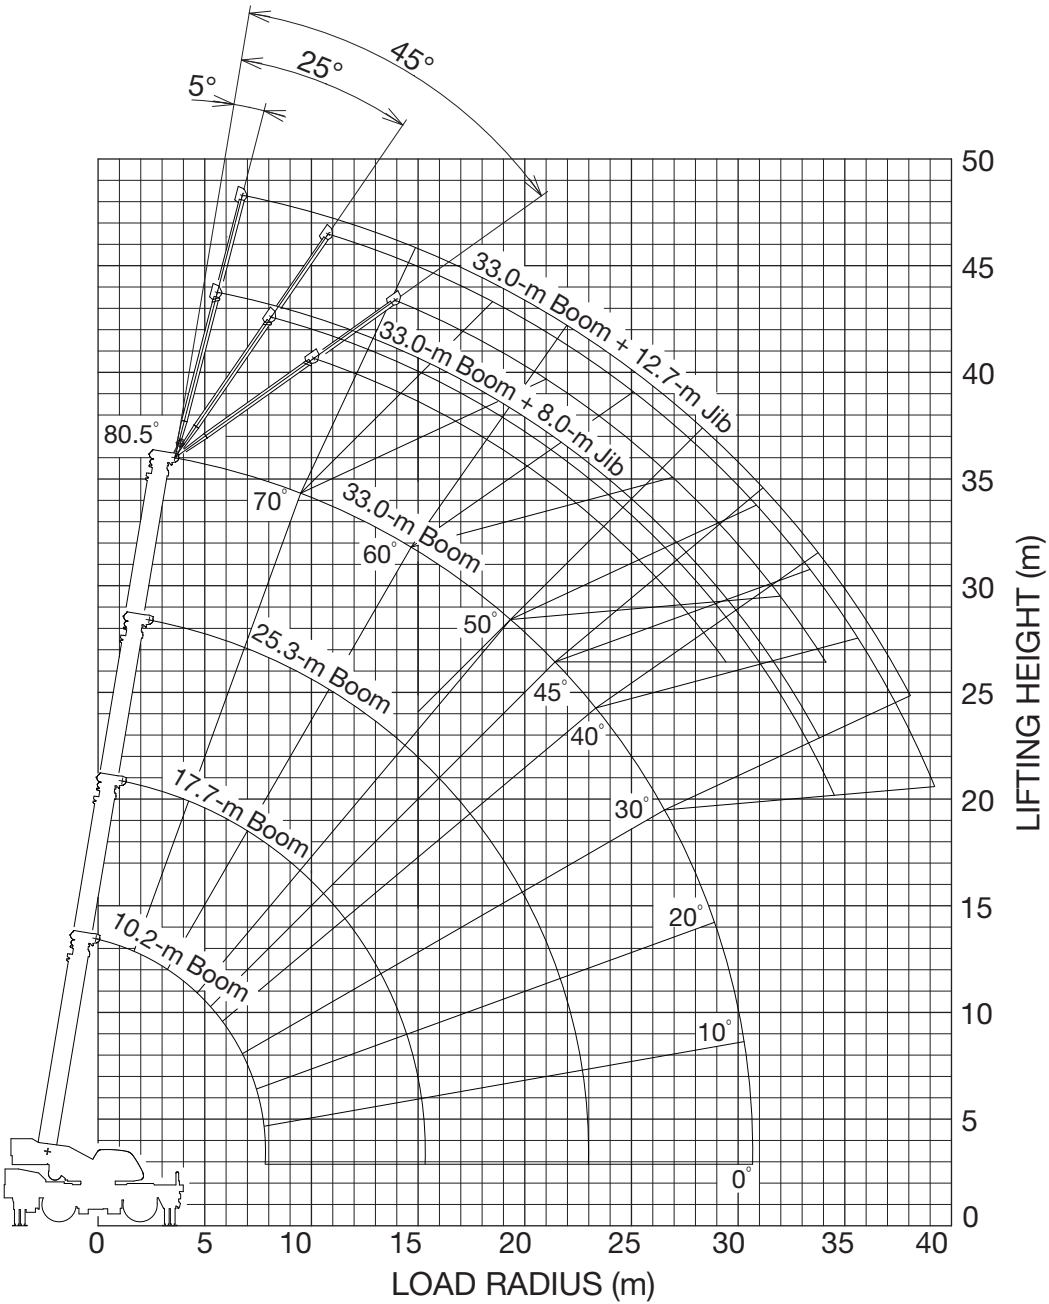 45°
25°
5°
50
45
33.0-m Boom + 12.7-m Jib
33.0-m Boom + 8.0-m Jib
40
80.5°
35
70°
33.0-m Boom
60°
30
50°
25.3-m Boom
45°
25
40°
17.7-m Boom
30°
20
20°
15
10.2-m Boom
10°
10
5
0°
0
LIFTING HEIGHT (m)
0 5 10 15 20 25 30 35 40
LOAD RADIUS (m)